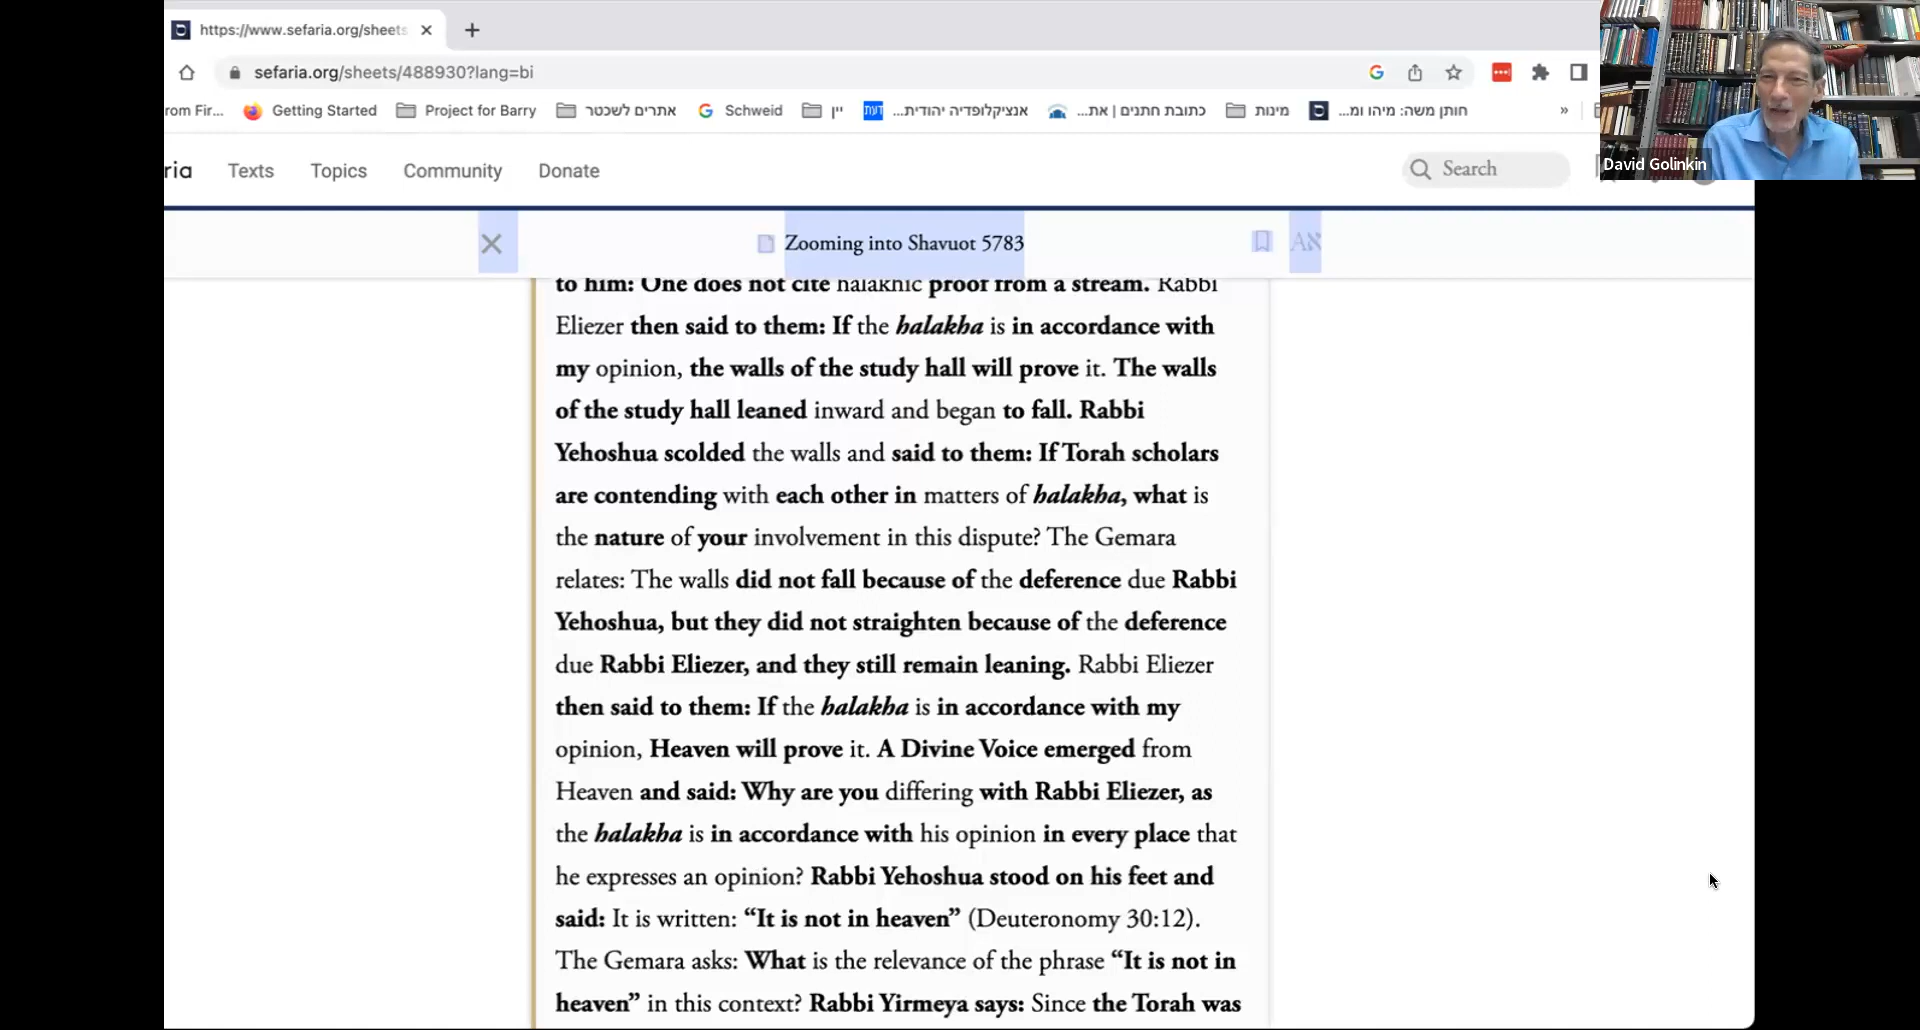 https://www.sefaria.org/sheets
sefaria.org/sheets/488930?lang=bi
rom Fir... Getting Started Project for Barry אתרים לשכטר Schweid יין דעת אנציקלופדיה יהודית... כתובת חתנים | את... מינות חותן משה: מיהו ומ... »
David Golinkin
ria Texts Topics Community Donate Search
Zooming into Shavuot 5783 אA
to him: One does not cite halakhic proof from a stream. Rabbi
Eliezer then said to them: If the halakha is in accordance with
my opinion, the walls of the study hall will prove it. The walls
of the study hall leaned inward and began to fall. Rabbi
Yehoshua scolded the walls and said to them: If Torah scholars
are contending with each other in matters of halakha, what is
the nature of your involvement in this dispute? The Gemara
relates: The walls did not fall because of the deference due Rabbi
Yehoshua, but they did not straighten because of the deference
due Rabbi Eliezer, and they still remain leaning. Rabbi Eliezer
then said to them: If the halakha is in accordance with my
opinion, Heaven will prove it. A Divine Voice emerged from
Heaven and said: Why are you differing with Rabbi Eliezer, as
the halakha is in accordance with his opinion in every place that
he expresses an opinion? Rabbi Yehoshua stood on his feet and
said: It is written: “It is not in heaven” (Deuteronomy 30:12).
The Gemara asks: What is the relevance of the phrase “It is not in
heaven” in this context? Rabbi Yirmeya says: Since the Torah was